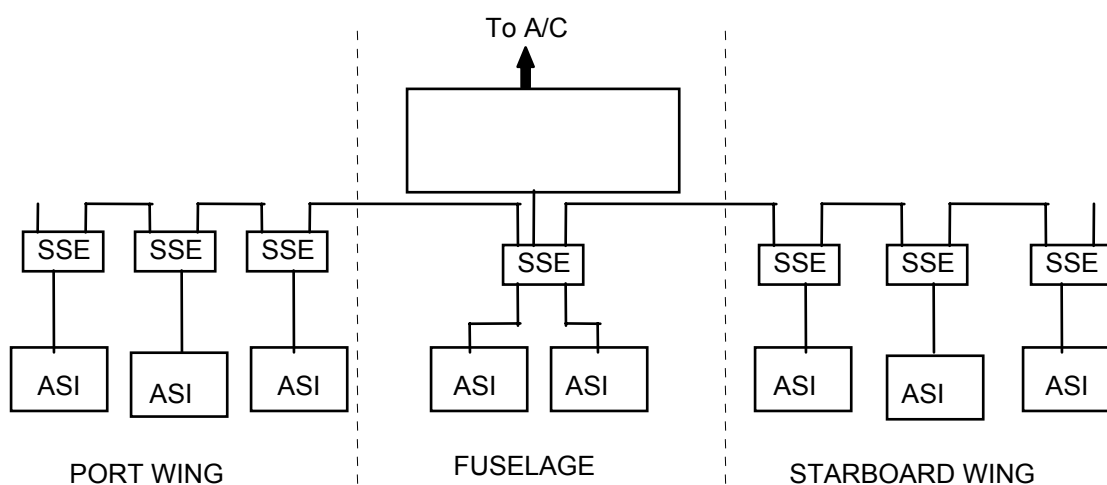 To A/C
SSE SSE SSE SSE SSE SSE SSE
ASI ASI ASI ASI ASI ASI ASI ASI
PORT WING FUSELAGE STARBOARD WING